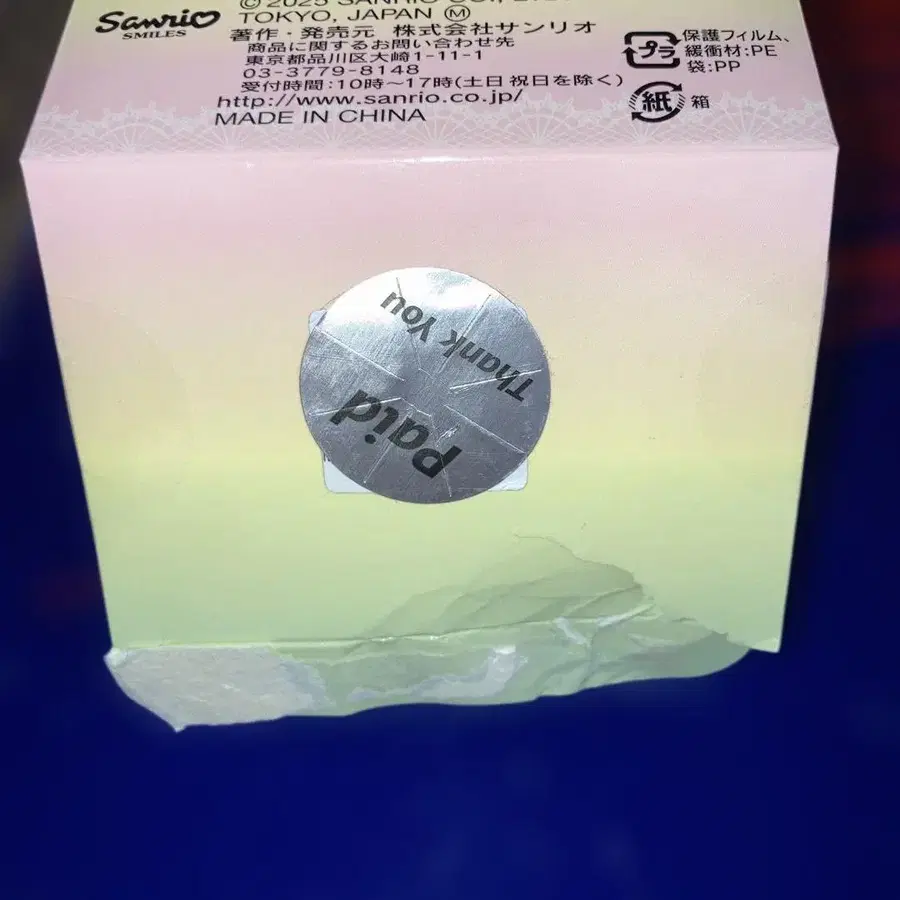 Sanrio
SMILES
© 2025 SANRIO CO., LTD.
TOKYO, JAPAN Ⓜ
著作・発売元 株式会社サンリオ
商品に関するお問い合わせ先
東京都品川区大崎1-11-1
03-3779-8148
受付時間:10時〜17時(土日祝日を除く)
http://www.sanrio.co.jp/
MADE IN CHINA
プラ
保護フィルム、
緩衝材:PE
袋:PP
紙
箱
Thank You
Paid